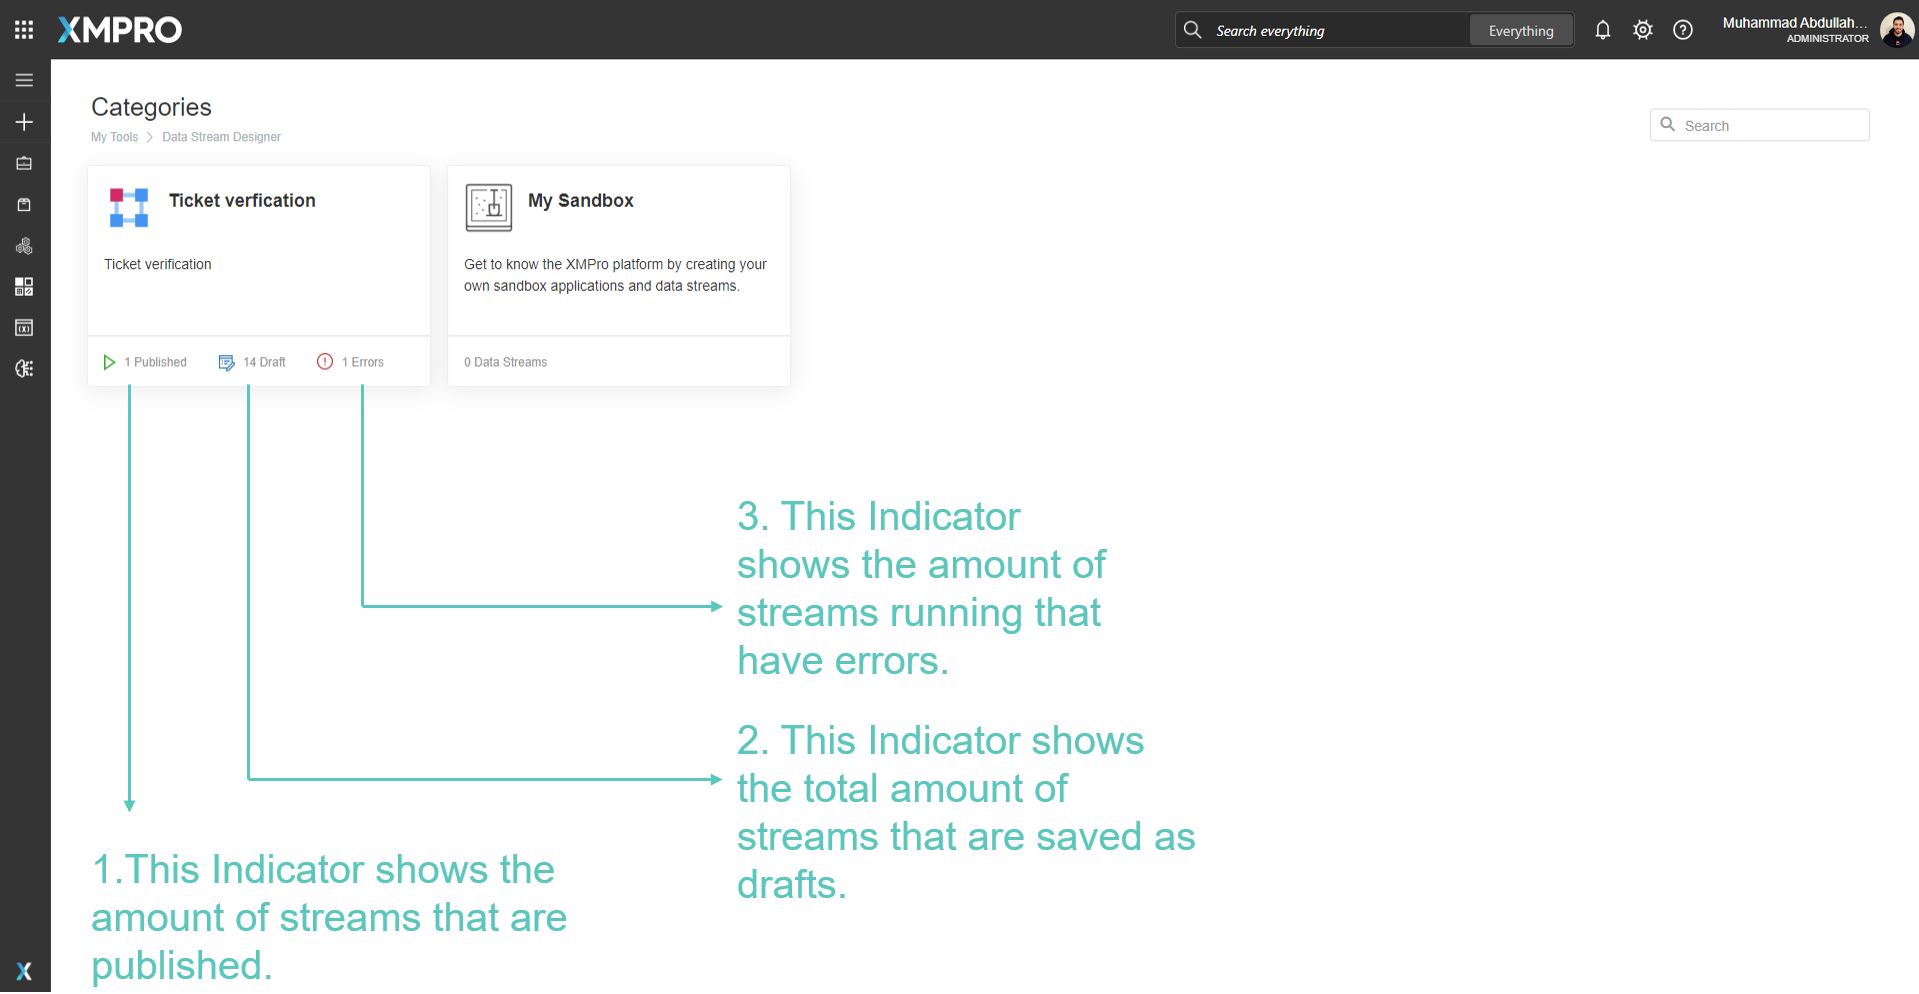 XMPRO
Search everything
Everything
Muhammad Abdullah...
ADMINISTRATOR
Categories
My Tools
Data Stream Designer
Search
Ticket verfication
Ticket verification
1 Published
14 Draft
1 Errors
My Sandbox
Get to know the XMPro platform by creating your
own sandbox applications and data streams.
0 Data Streams
3. This Indicator
shows the amount of
streams running that
have errors.
2. This Indicator shows
the total amount of
streams that are saved as
drafts.
1.This Indicator shows the
amount of streams that are
published.